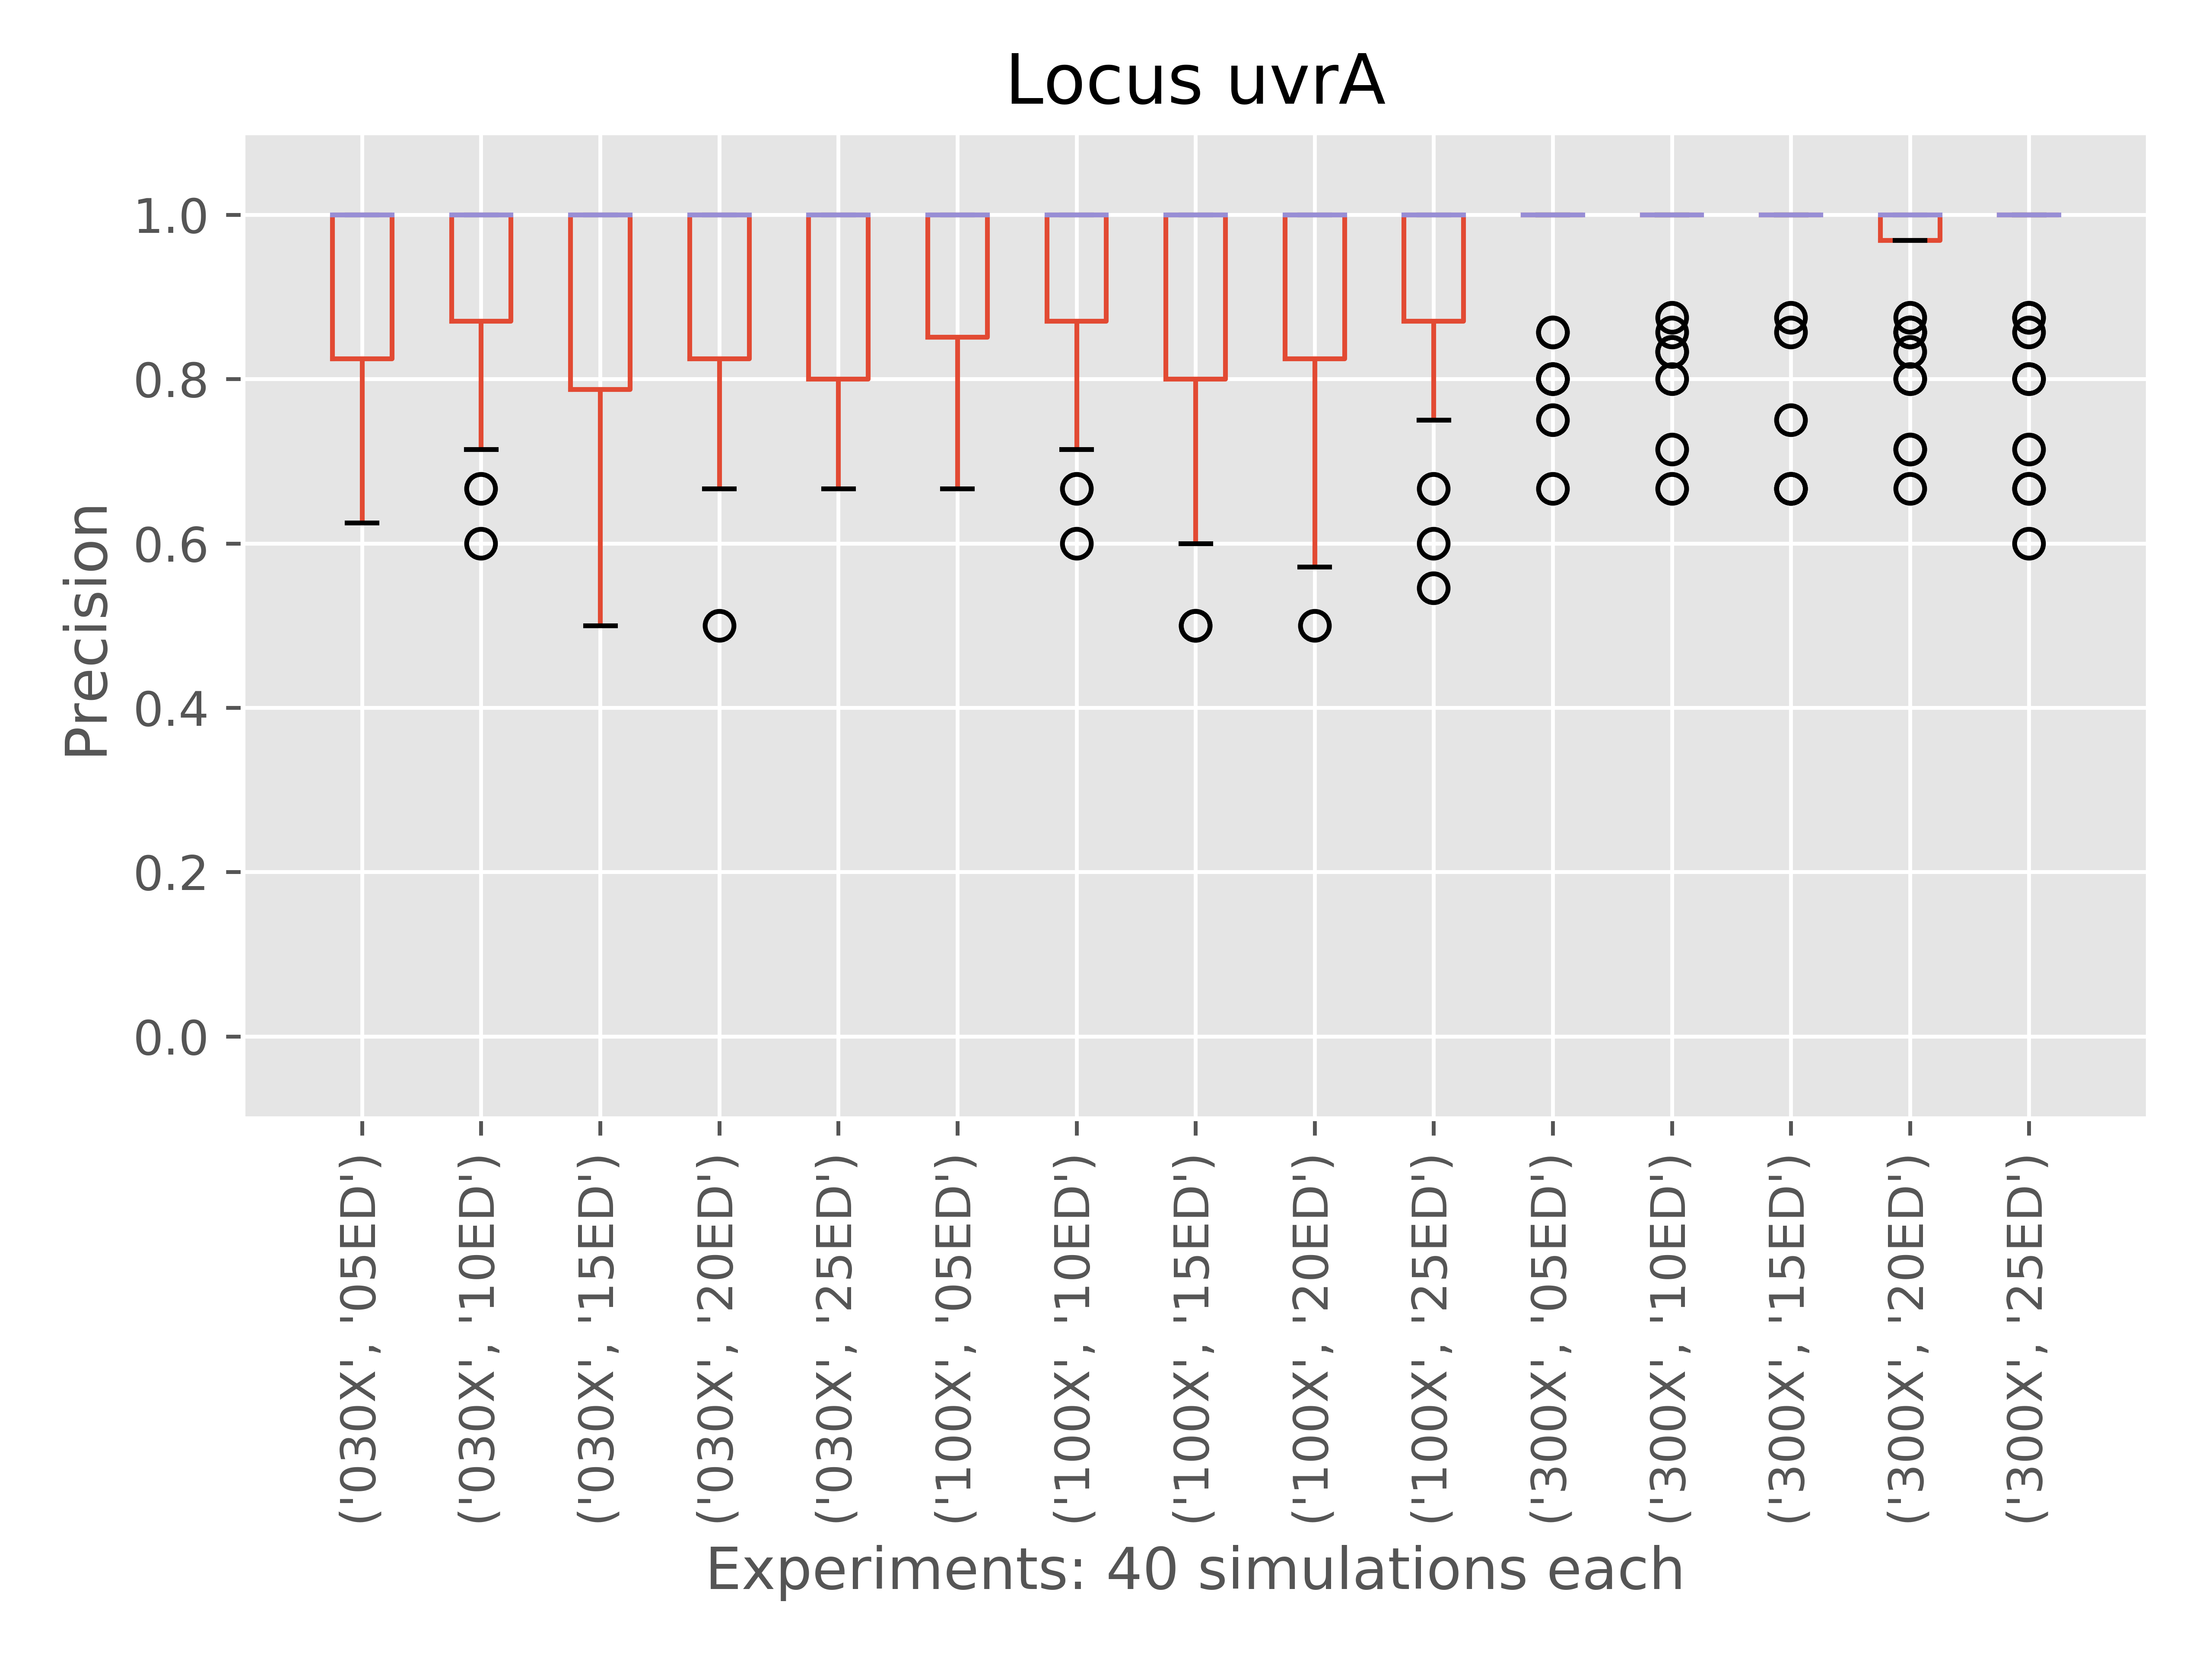 Locus uvrA
Precision
1.0
0.8
0.6
0.4
0.2
0.0
('030X', '05ED')
('030X', '10ED')
('030X', '15ED')
('030X', '20ED')
('030X', '25ED')
('100X', '05ED')
('100X', '10ED')
('100X', '15ED')
('100X', '20ED')
('100X', '25ED')
('300X', '05ED')
('300X', '10ED')
('300X', '15ED')
('300X', '20ED')
('300X', '25ED')
Experiments: 40 simulations each